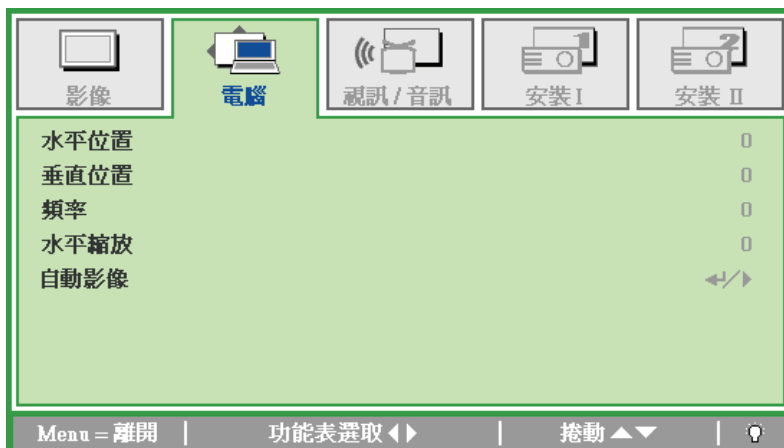 影像 電腦 視訊 / 音訊 安裝 I 安裝 II
水平位置 0
垂直位置 0
頻率 0
水平縮放 0
自動影像 ↵/▶
Menu = 離開 | 功能表選取 ◀▶ | 捲動 ▲▼ |